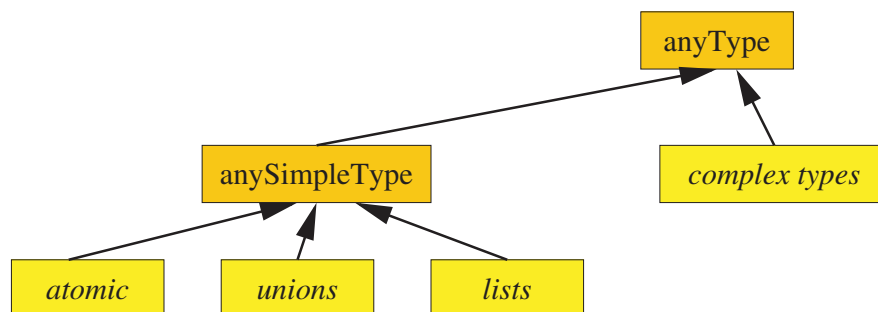 anyType
anySimpleType
complex types
atomic
unions
lists